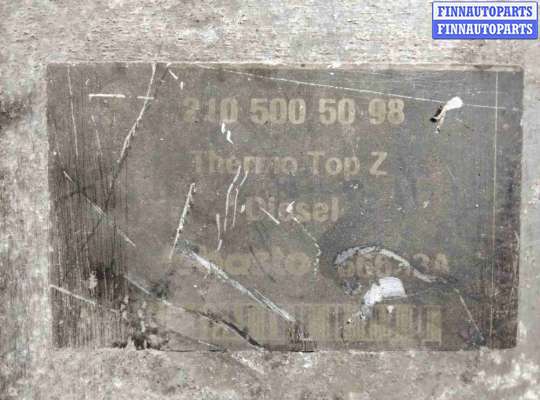 FINNAUTOPARTS
FINNAUTOPARTS
210 500 50 98
Thermo Top Z
Diesel